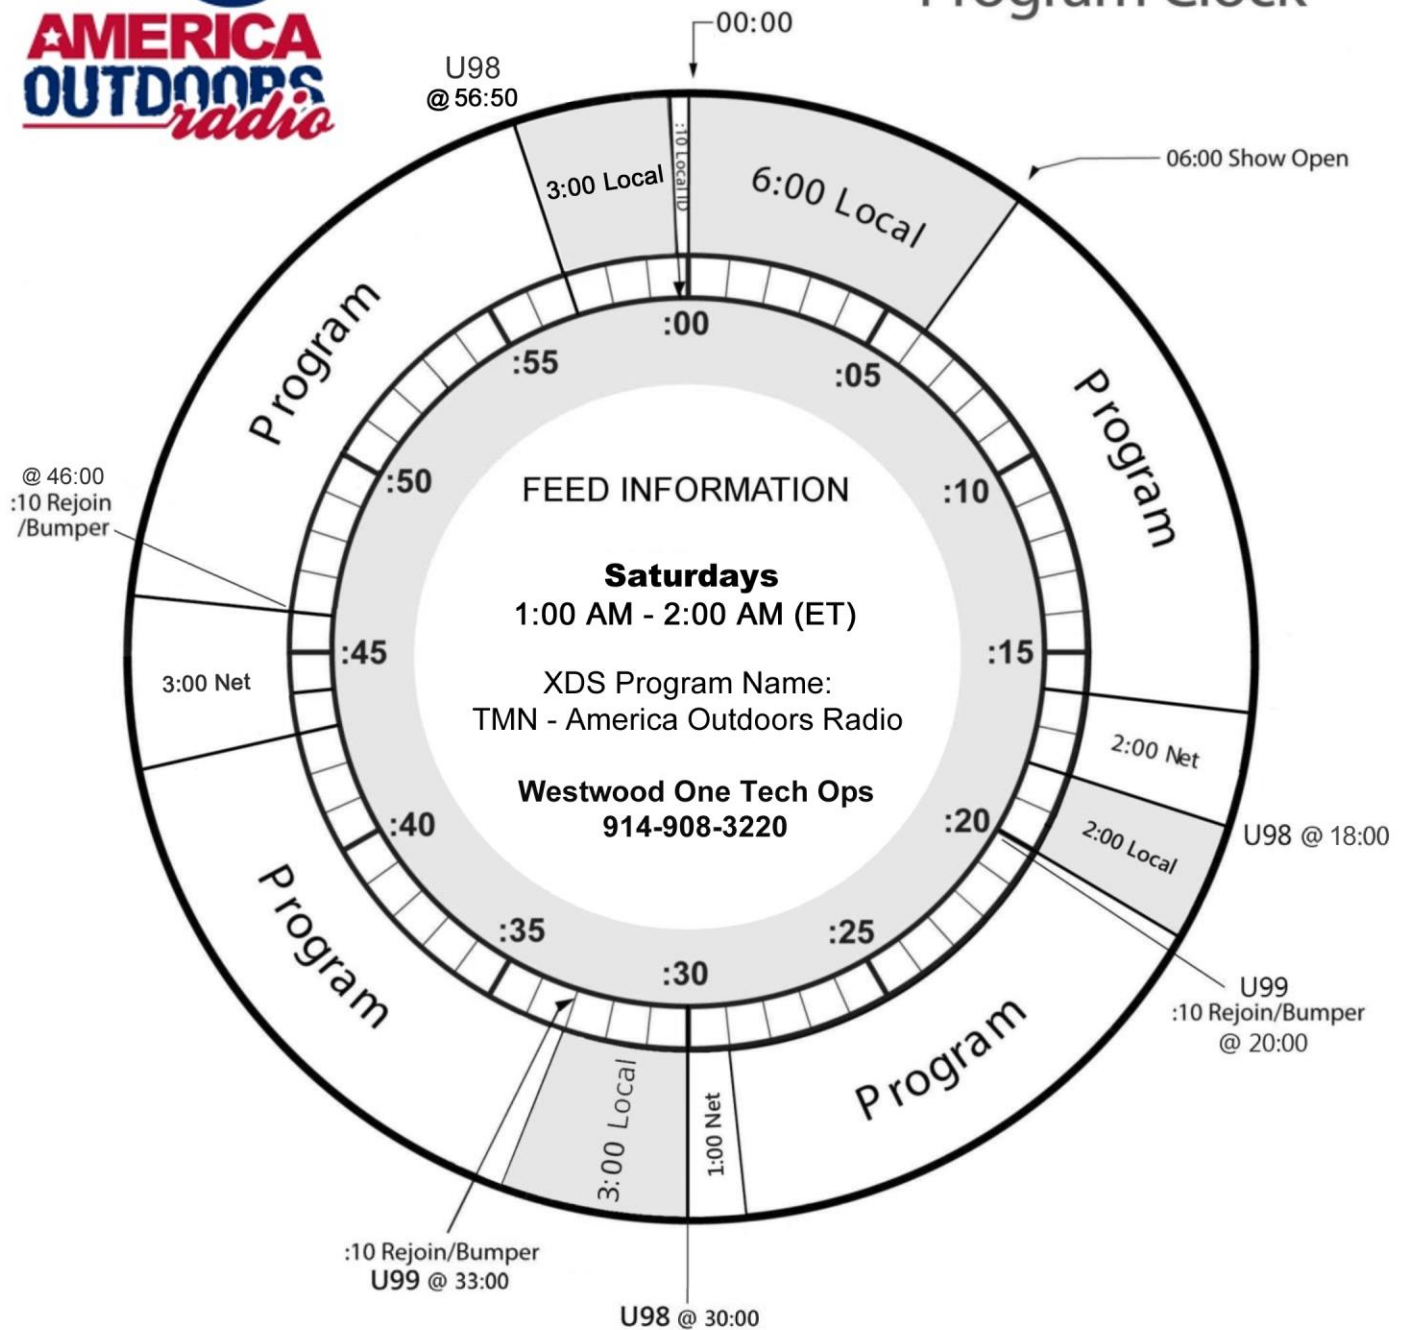 Program Clock
AMERICA
OUTDOORS
radio
00:00
U98
@ 56:50
06:00 Show Open
:10 Local ID
3:00 Local
6:00 Local
Program
Program
:00
:05
:10
:15
:20
:25
:30
:35
:40
:45
:50
:55
FEED INFORMATION
Saturdays
1:00 AM - 2:00 AM (ET)
XDS Program Name:
TMN - America Outdoors Radio
Westwood One Tech Ops
914-908-3220
@ 46:00
:10 Rejoin
/Bumper
3:00 Net
2:00 Net
U98 @ 18:00
2:00 Local
U99
:10 Rejoin/Bumper
@ 20:00
Program
Program
3:00 Local
1:00 Net
:10 Rejoin/Bumper
U99 @ 33:00
U98 @ 30:00